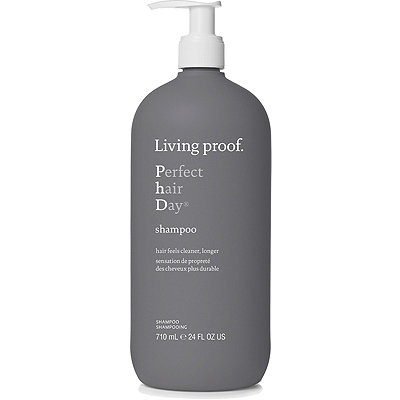 Living proof.
Perfect
hair
Day®
shampoo
hair feels cleaner, longer
sensation de propreté
des cheveux plus durable
SHAMPOO
SHAMPOOING
710 mL ℮ 24 FL OZ US